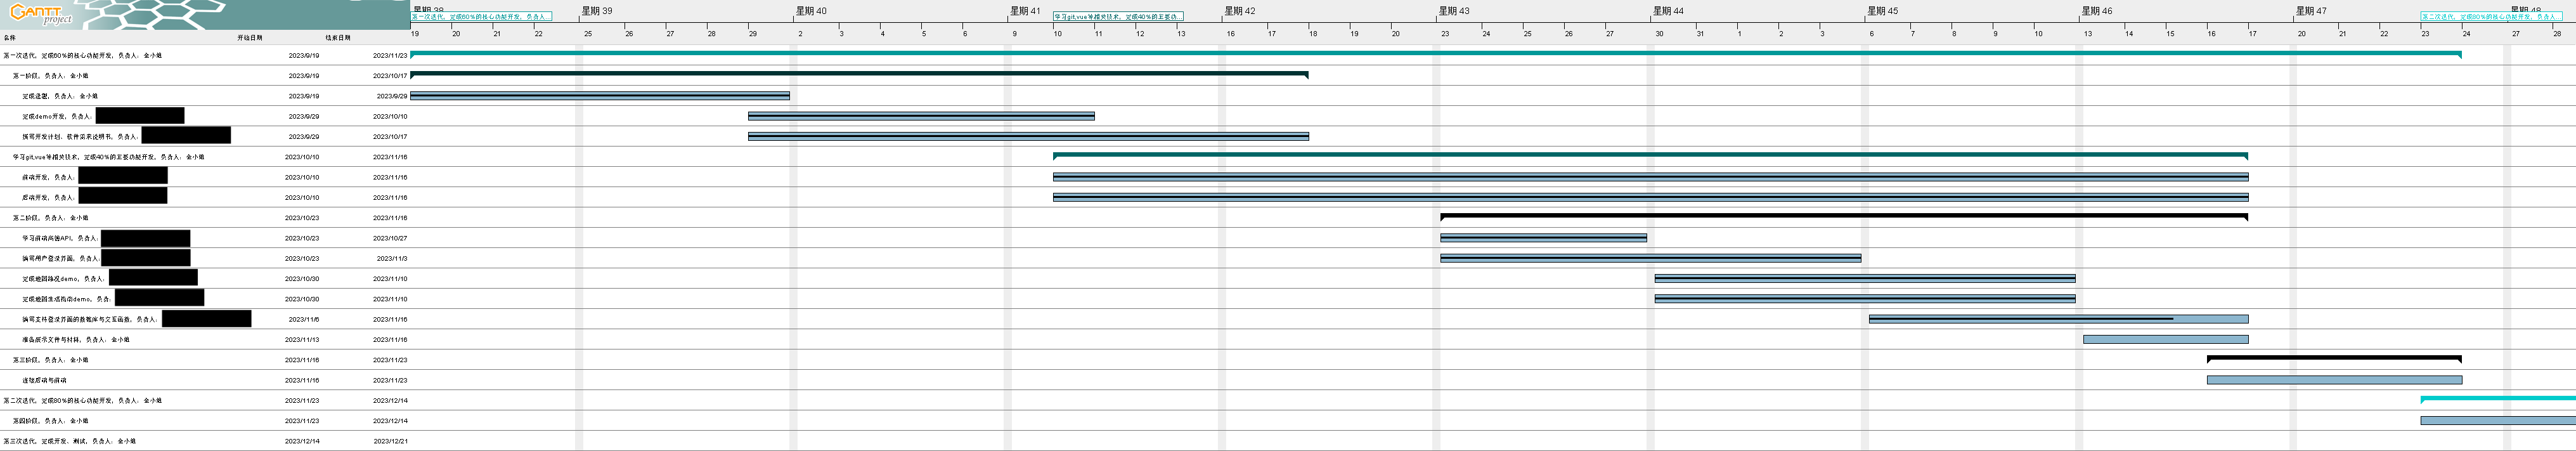 GANTT project
星期 38 星期 39 星期 40 星期 41 星期 42 星期 43 星期 44 星期 45 星期 46 星期 47 星期 48
第一次迭代，完成60%的核心功能开发，负责人... 学习git,vue等相关技术，完成40%的主要功... 第二次迭代，完成80%的核心功能开发，负责人...
名称 开始日期 结束日期 19 20 21 22 25 26 27 28 29 2 3 4 5 6 9 10 11 12 13 16 17 18 19 20 23 24 25 26 27 30 31 1 2 3 6 7 8 9 10 13 14 15 16 17 20 21 22 23 24 27 28
第一次迭代，完成60%的核心功能开发，负责人：金小媚 2023/9/19 2023/11/23
第一阶段，负责人：金小媚 2023/9/19 2023/10/17
完成选题，负责人：金小媚 2023/9/19 2023/9/29
完成demo开发，负责人： 2023/9/29 2023/10/10
撰写开发计划、软件需求说明书，负责人： 2023/9/29 2023/10/17
学习git,vue等相关技术，完成40%的主要功能开发，负责人：金小媚 2023/10/10 2023/11/16
前端开发，负责人： 2023/10/10 2023/11/16
后端开发，负责人： 2023/10/10 2023/11/16
第二阶段，负责人：金小媚 2023/10/23 2023/11/16
学习前端高德API，负责人： 2023/10/23 2023/10/27
编写用户登录界面，负责人： 2023/10/23 2023/11/3
完成地图路况demo，负责人： 2023/10/30 2023/11/10
完成地图生成指南demo，负责: 2023/10/30 2023/11/10
编写支持登录界面的数据库与交互函数，负责人： 2023/11/6 2023/11/16
准备展示文件与材料，负责人：金小媚 2023/11/13 2023/11/16
第三阶段，负责人：金小媚 2023/11/16 2023/11/23
连接后端与前端 2023/11/16 2023/11/23
第二次迭代，完成80%的核心功能开发，负责人：金小媚 2023/11/23 2023/12/14
第四阶段，负责人：金小媚 2023/11/23 2023/12/14
第三次迭代，完成开发、测试，负责人：金小媚 2023/12/14 2023/12/21